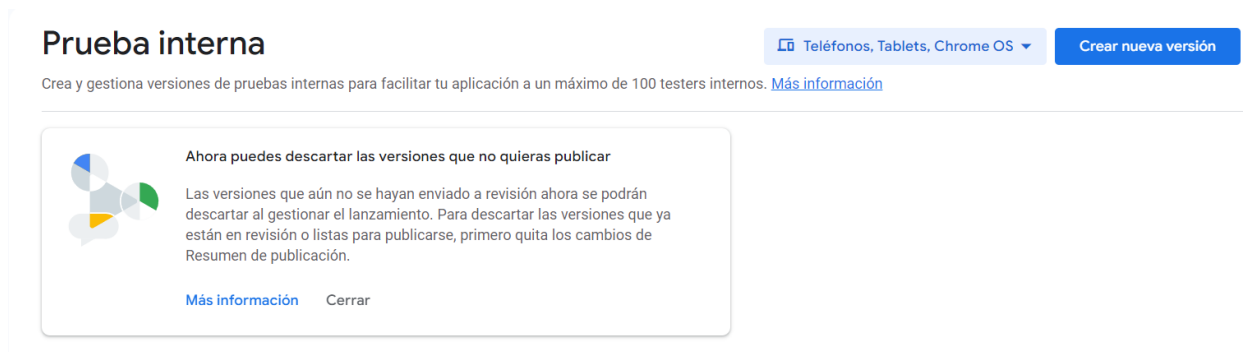 Prueba interna
Teléfonos, Tablets, Chrome OS
Crear nueva versión
Crea y gestiona versiones de pruebas internas para facilitar tu aplicación a un máximo de 100 testers internos. Más información
Ahora puedes descartar las versiones que no quieras publicar
Las versiones que aún no se hayan enviado a revisión ahora se podrán
descartar al gestionar el lanzamiento. Para descartar las versiones que ya
están en revisión o listas para publicarse, primero quita los cambios de
Resumen de publicación.
Más información Cerrar